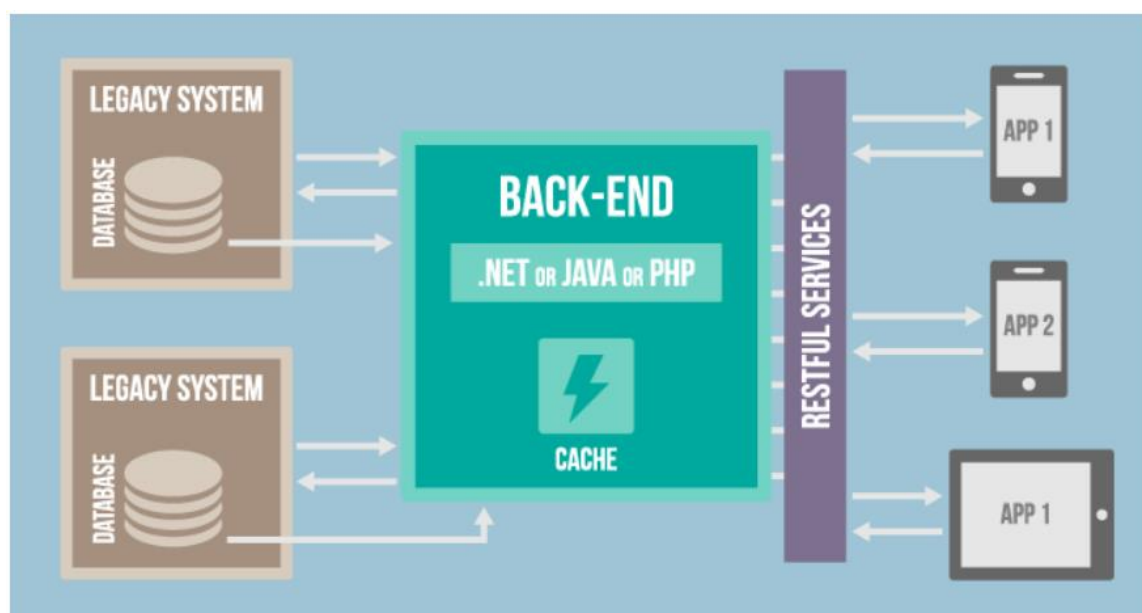 LEGACY SYSTEM
DATABASE
LEGACY SYSTEM
DATABASE
BACK-END
.NET OR JAVA OR PHP
CACHE
RESTFUL SERVICES
APP 1
APP 2
APP 1